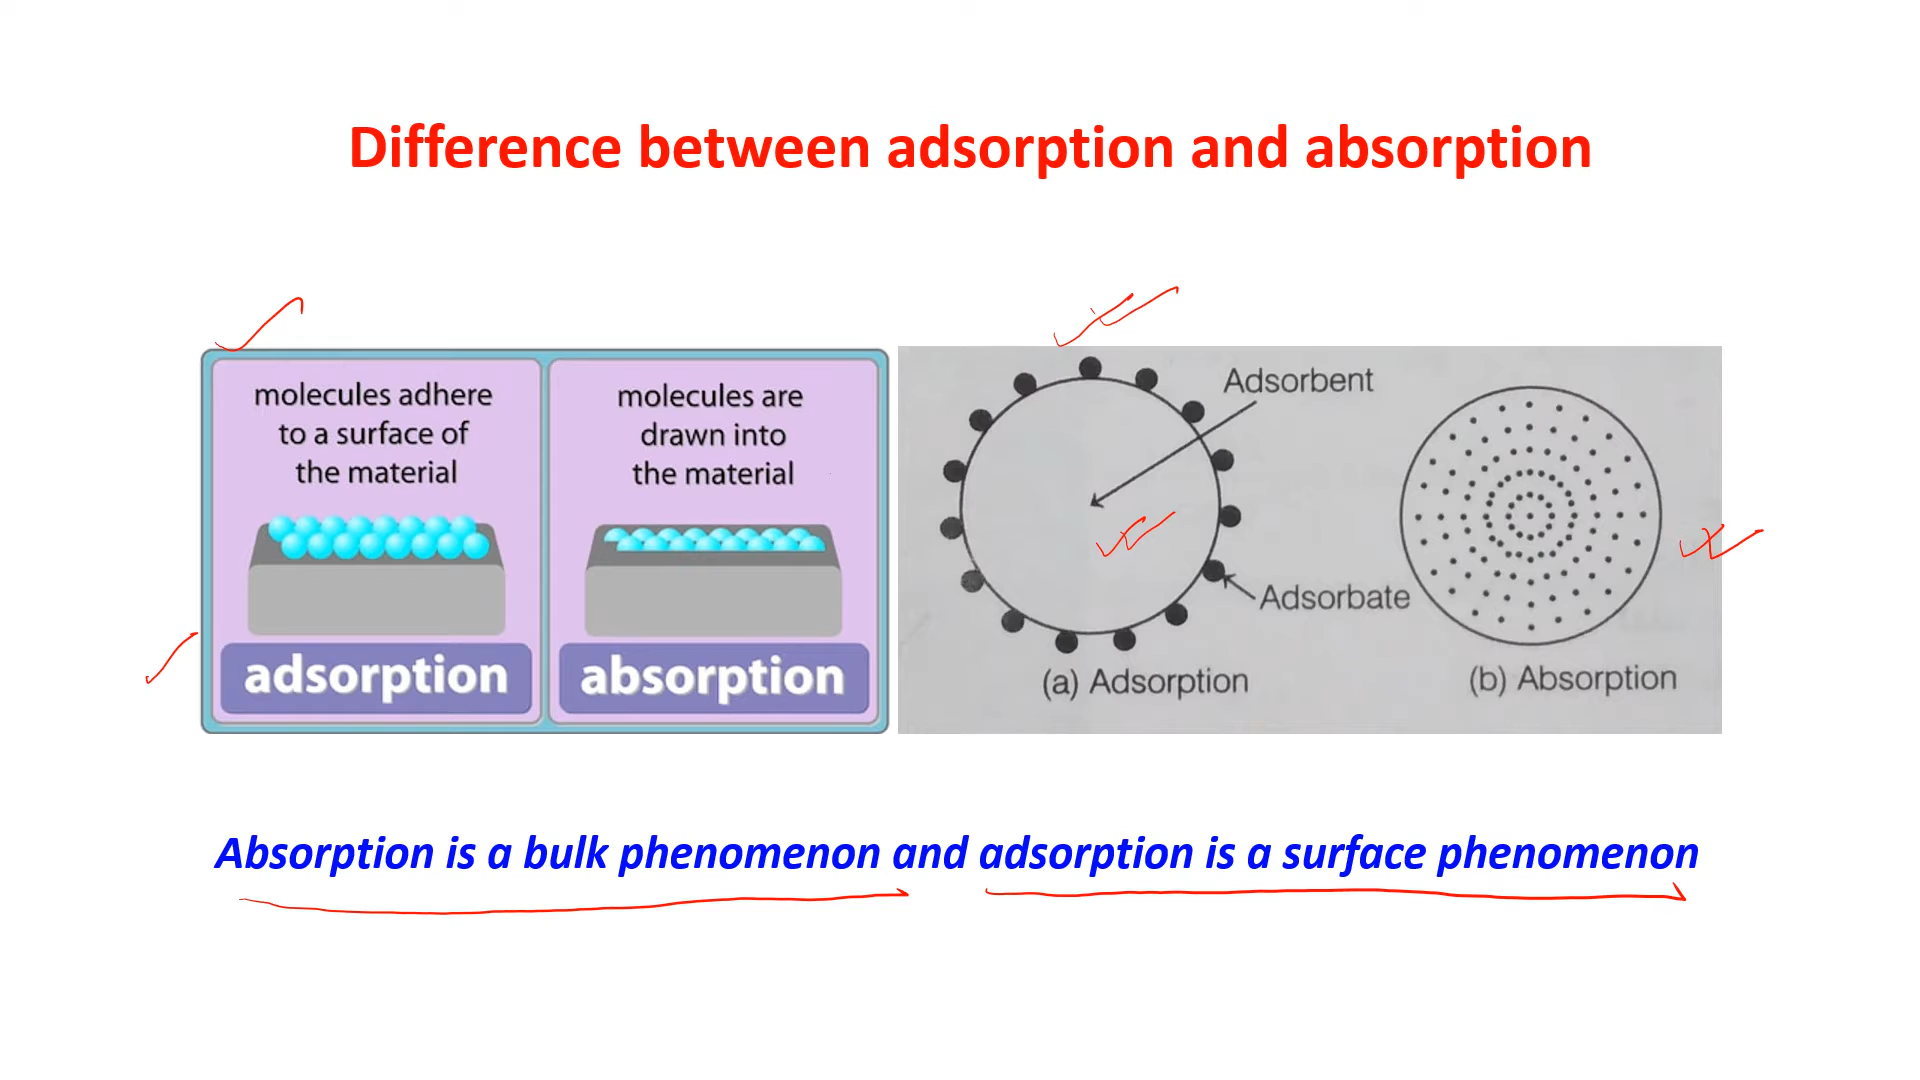 Difference between adsorption and absorption
molecules adhere
to a surface of
the material
adsorption
molecules are
drawn into
the material
absorption
Adsorbent
Adsorbate
(a) Adsorption
(b) Absorption
Absorption is a bulk phenomenon and adsorption is a surface phenomenon